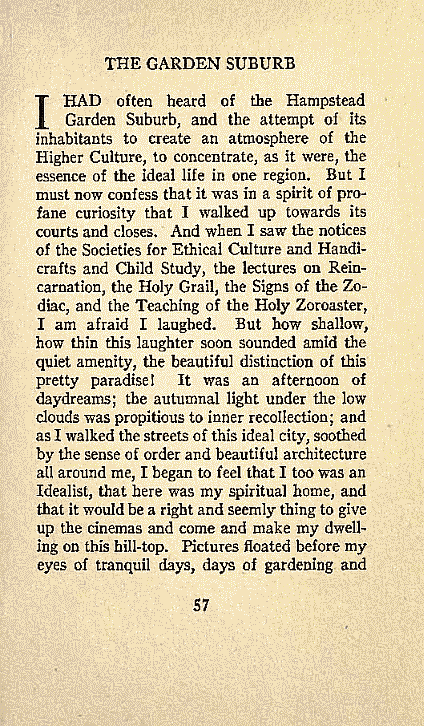 THE GARDEN SUBURB
I HAD often heard of the Hampstead
Garden Suburb, and the attempt of its
inhabitants to create an atmosphere of the
Higher Culture, to concentrate, as it were, the
essence of the ideal life in one region. But I
must now confess that it was in a spirit of pro-
fane curiosity that I walked up towards its
courts and closes. And when I saw the notices
of the Societies for Ethical Culture and Handi-
crafts and Child Study, the lectures on Rein-
carnation, the Holy Grail, the Signs of the Zo-
diac, and the Teaching of the Holy Zoroaster,
I am afraid I laughed. But how shallow,
how thin this laughter soon sounded amid the
quiet amenity, the beautiful distinction of this
pretty paradise! It was an afternoon of
daydreams; the autumnal light under the low
clouds was propitious to inner recollection; and
as I walked the streets of this ideal city, soothed
by the sense of order and beautiful architecture
all around me, I began to feel that I too was an
Idealist, that here was my spiritual home, and
that it would be a right and seemly thing to give
up the cinemas and come and make my dwell-
ing on this hill-top. Pictures floated before my
eyes of tranquil days, days of gardening and
57